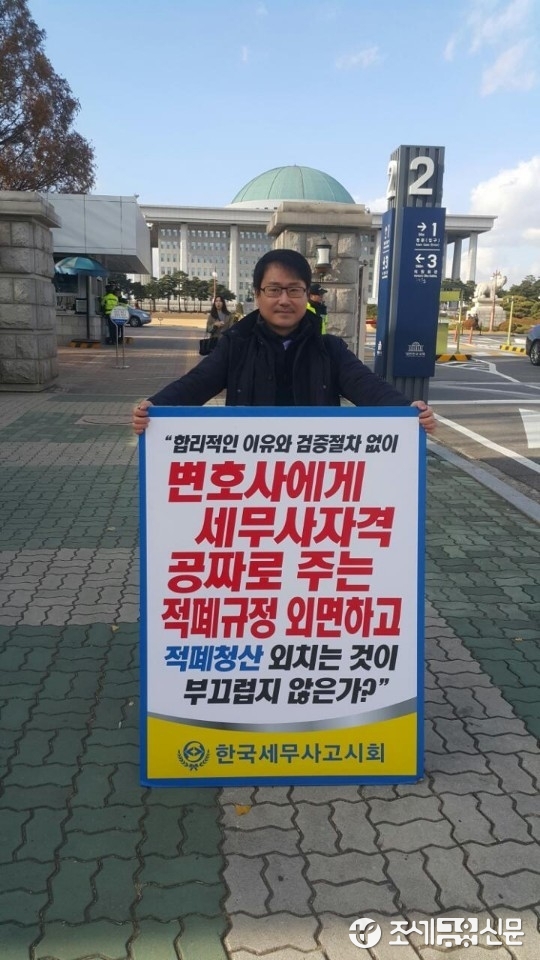 2
2
→ 1
← 3
"합리적인 이유와 검증절차 없이
변호사에게
세무사자격
공짜로 주는
적폐규정 외면하고
적폐청산 외치는 것이
부끄럽지 않은가?"
한국세무사고시회
조세금융신문